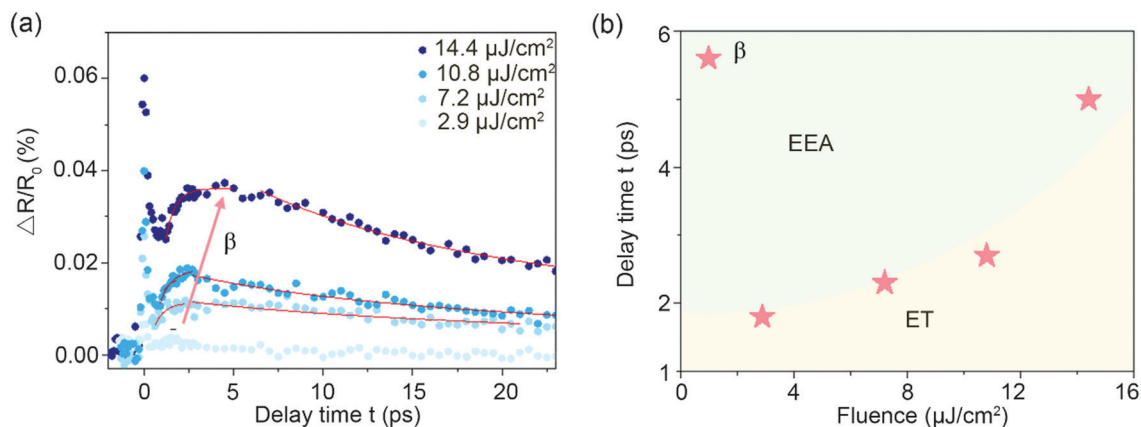 (a)
△R/R₀ (%)
0.06
0.04
0.02
0.00
14.4 μJ/cm²
10.8 μJ/cm²
7.2 μJ/cm²
2.9 μJ/cm²
β
0
5
10
15
20
Delay time t (ps)
(b)
Delay time t (ps)
6
4
2
1
β
EEA
ET
0
4
8
12
16
Fluence (μJ/cm²)